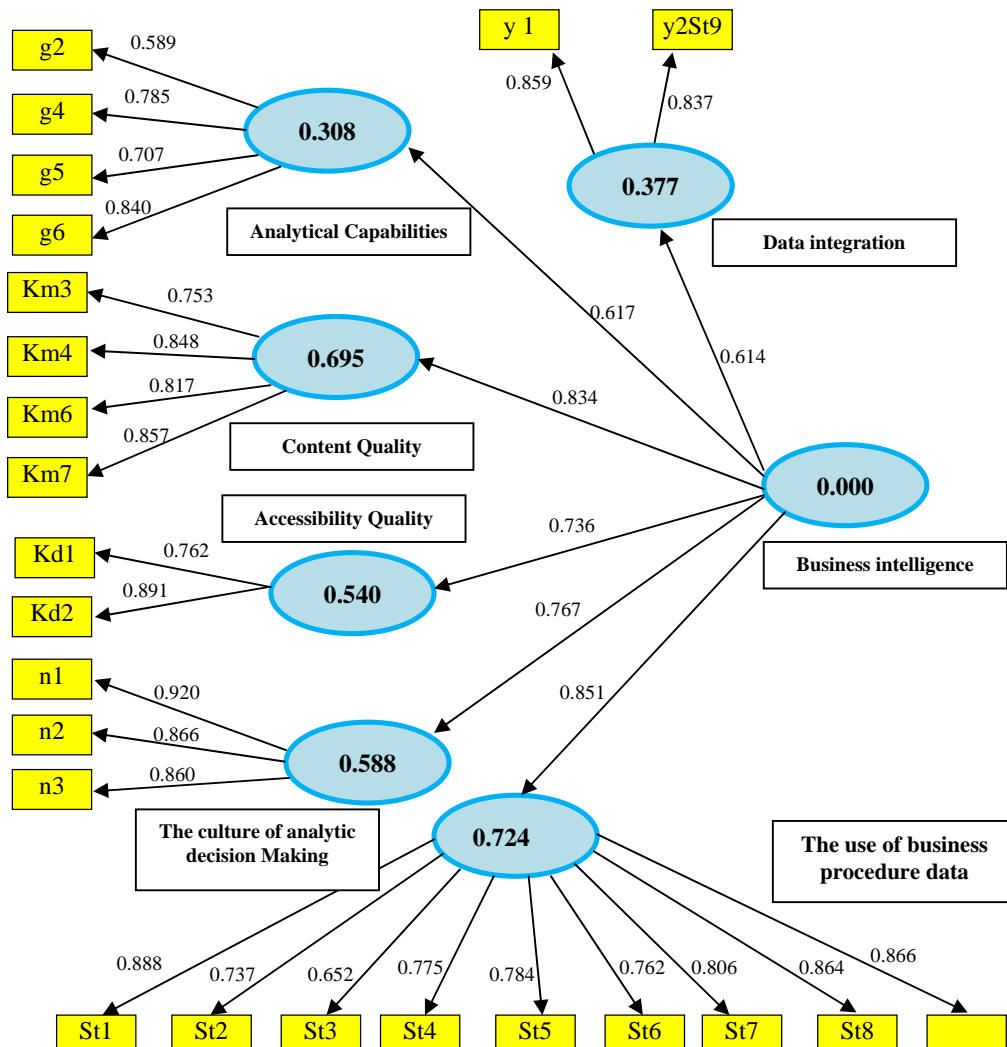 y 1
y2St9
g2
0.589
0.859
0.837
g4
0.785
0.308
g5
0.707
0.377
g6
0.840
Analytical Capabilities
Data integration
Km3
0.753
0.617
Km4
0.848
0.695
0.614
Km6
0.817
0.834
Km7
0.857
Content Quality
0.000
Accessibility Quality
Kd1
0.762
0.736
Business intelligence
Kd2
0.891
0.540
0.767
n1
0.920
0.851
n2
0.866
0.588
n3
0.860
The culture of analytic
decision Making
0.724
The use of business
procedure data
0.888
0.737
0.652
0.775
0.784
0.762
0.806
0.864
0.866
St1
St2
St3
St4
St5
St6
St7
St8